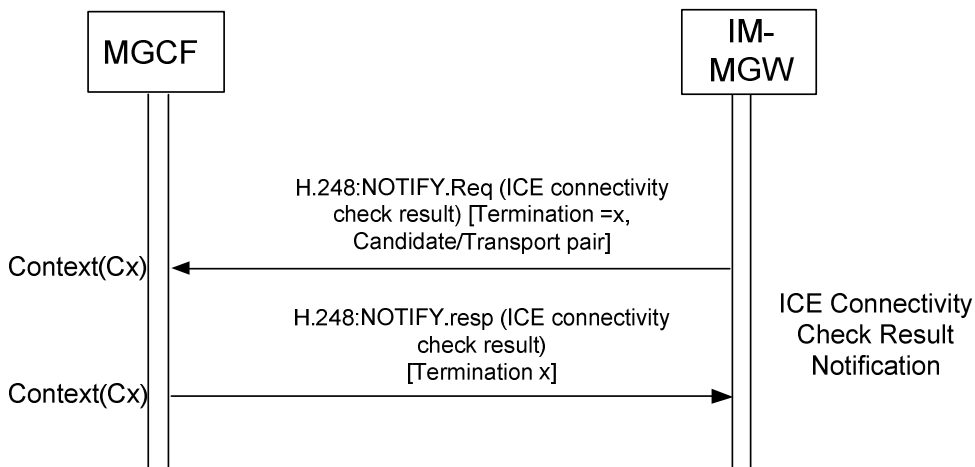 MGCF
IM-
MGW
H.248:NOTIFY.Req (ICE connectivity
check result) [Termination =x,
Candidate/Transport pair]
Context(Cx)
H.248:NOTIFY.resp (ICE connectivity
check result)
[Termination x]
Context(Cx)
ICE Connectivity
Check Result
Notification